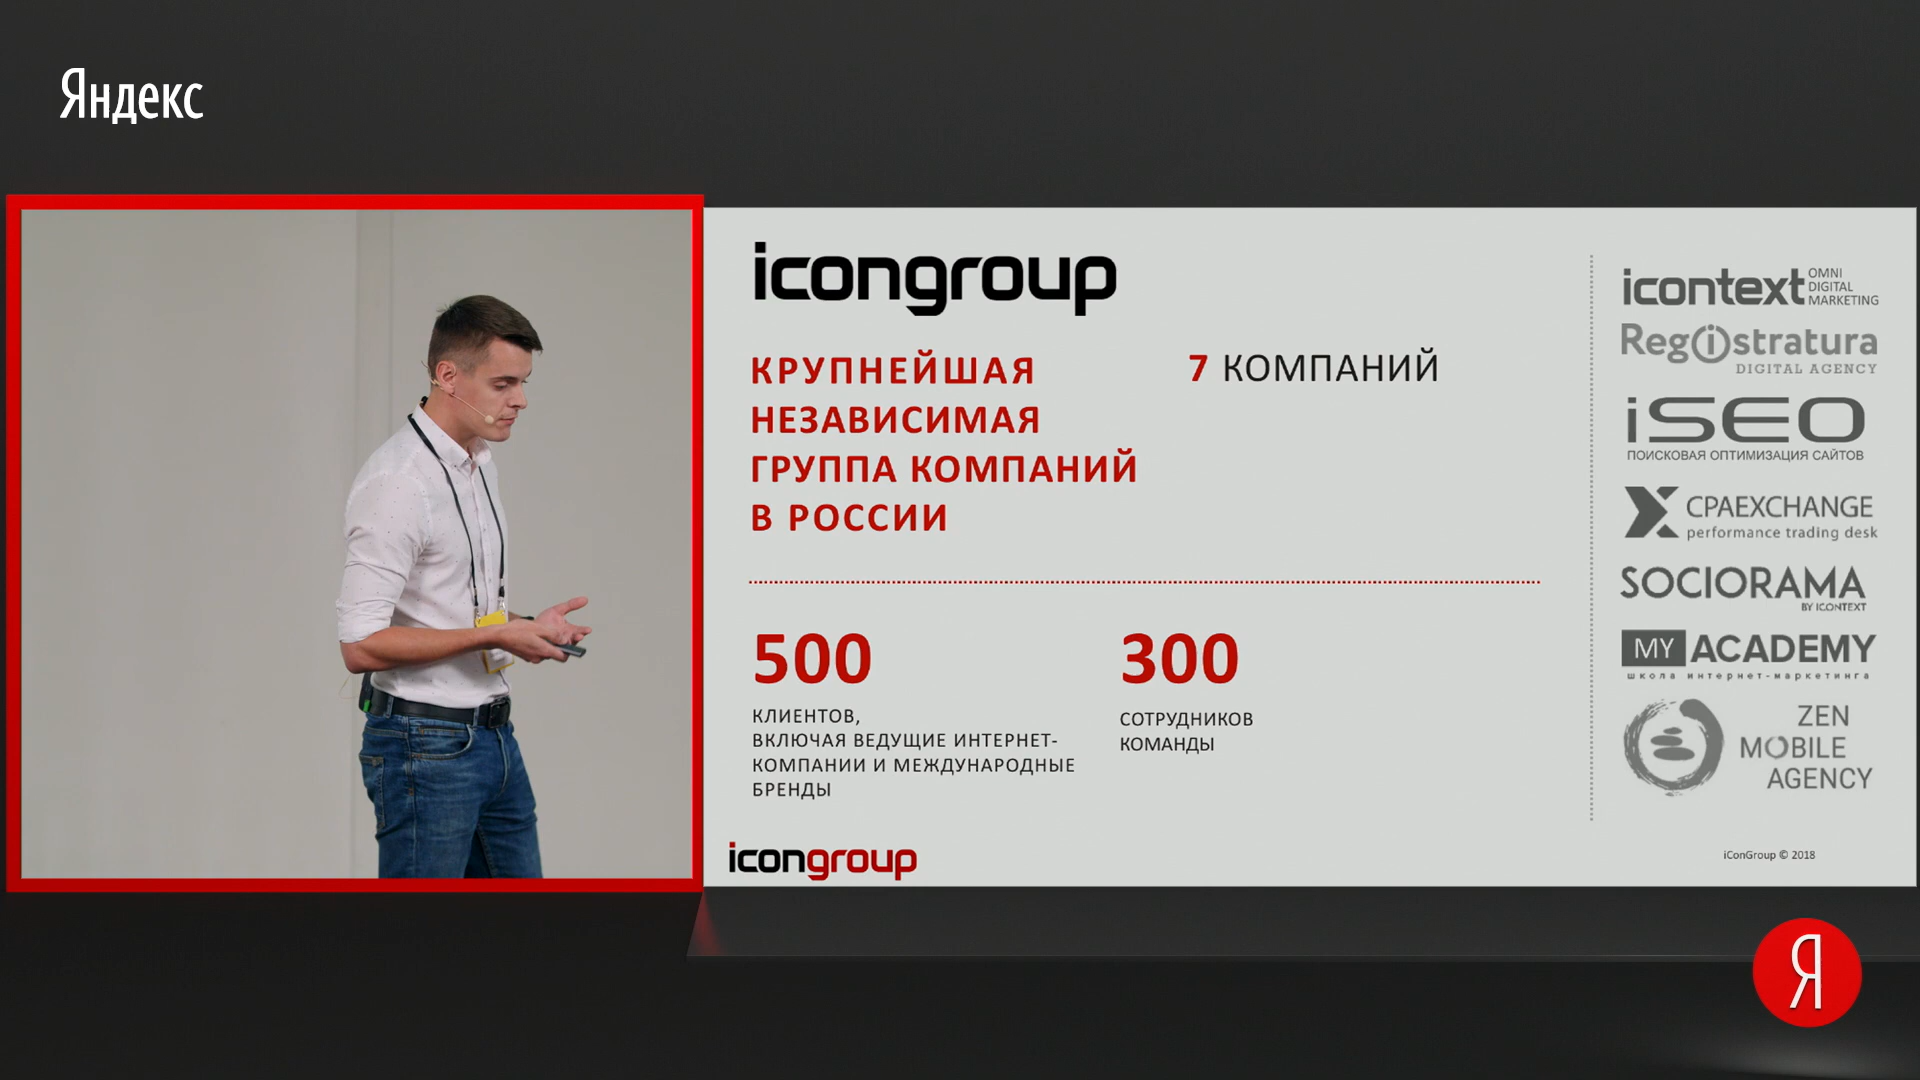 Яндекс
icongroup
КРУПНЕЙШАЯ
НЕЗАВИСИМАЯ
ГРУППА КОМПАНИЙ
В РОССИИ
7 КОМПАНИЙ
500
КЛИЕНТОВ,
ВКЛЮЧАЯ ВЕДУЩИЕ ИНТЕРНЕТ-
КОМПАНИИ И МЕЖДУНАРОДНЫЕ
БРЕНДЫ
300
СОТРУДНИКОВ
КОМАНДЫ
icongroup
icontext OMNI
DIGITAL
MARKETING
Registratura
DIGITAL AGENCY
iSEO
ПОИСКОВАЯ ОПТИМИЗАЦИЯ САЙТОВ
CPAEXCHANGE
performance trading desk
SOCIORAMA
BY ICONTEXT
MY ACADEMY
школа интернет-маркетинга
ZEN
MOBILE
AGENCY
iConGroup © 2018
Я